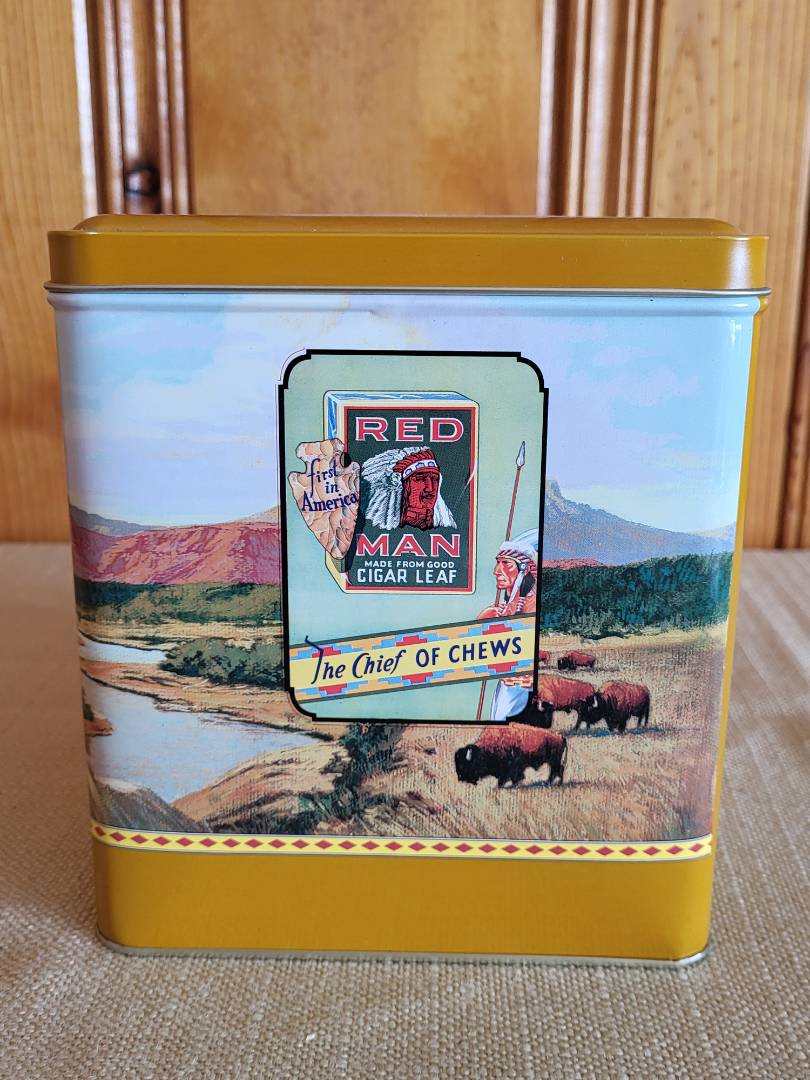 RED
first
in
America
MAN
MADE FROM GOOD
CIGAR LEAF
The Chief OF CHEWS